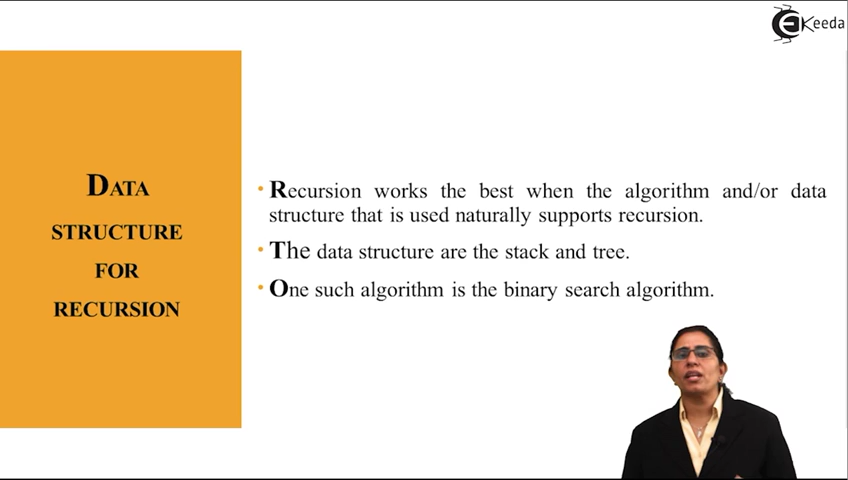 Ekeeda
DATA
STRUCTURE
FOR
RECURSION
• Recursion works the best when the algorithm and/or data
structure that is used naturally supports recursion.
• The data structure are the stack and tree.
• One such algorithm is the binary search algorithm.